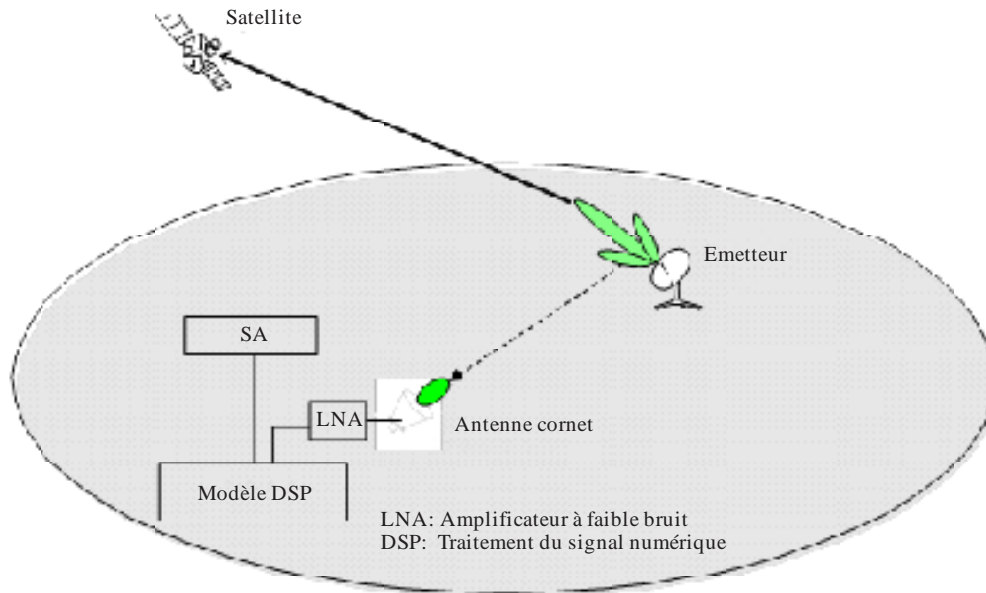 Satellite
Emetteur
SA
LNA
Antenne cornet
Modèle DSP
LNA: Amplificateur à faible bruit
DSP: Traitement du signal numérique